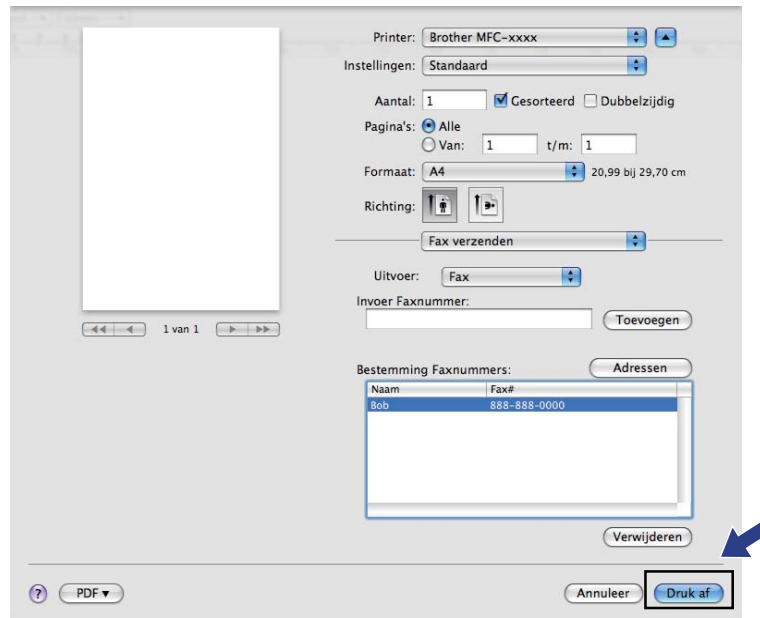 Printer: Brother MFC-xxxx
Instellingen: Standaard
Aantal: 1 Gesorteerd Dubbelzijdig
Pagina's: Alle
Van: 1 t/m: 1
Formaat: A4 20,99 bij 29,70 cm
Richting:
Fax verzenden
Uitvoer: Fax
Invoer Faxnummer:
Toevoegen
1 van 1
Bestemming Faxnummers: Adressen
Naam Fax#
Bob 888-888-0000
Verwijderen
? PDF▼ Annuleer Druk af